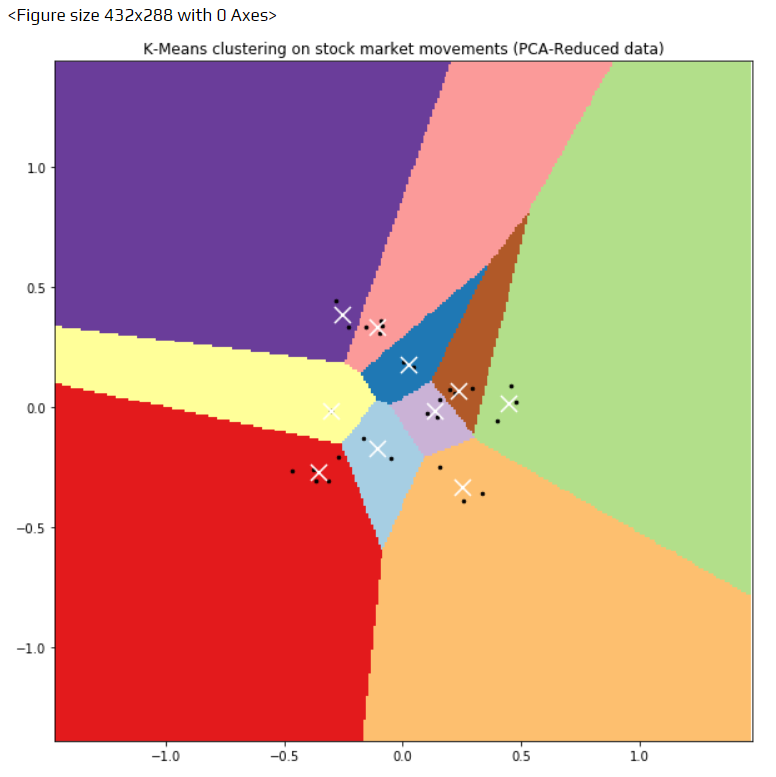 <Figure size 432x288 with 0 Axes>
K-Means clustering on stock market movements (PCA-Reduced data)
1.0
0.5
0.0
−0.5
−1.0
−1.0 −0.5 0.0 0.5 1.0